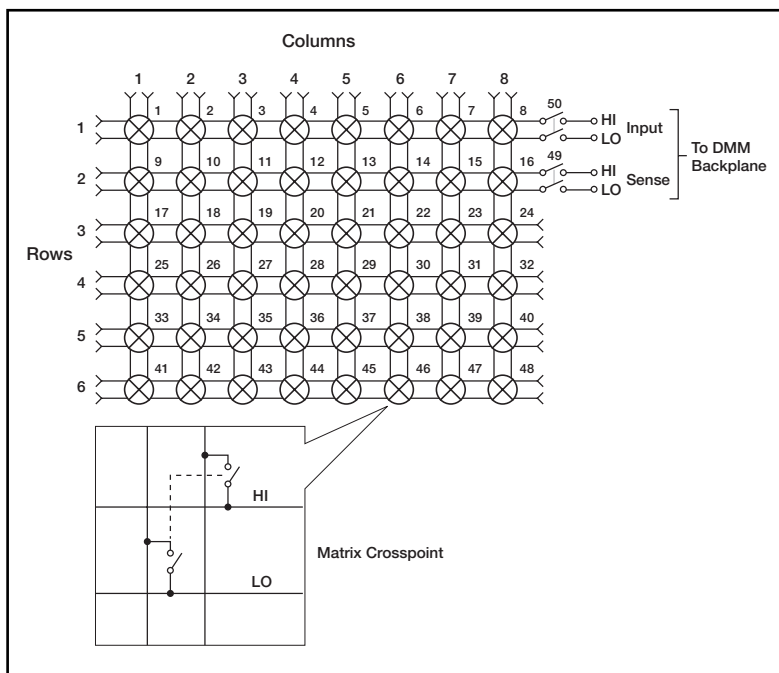 Columns
1 2 3 4 5 6 7 8
1 2 3 4 5 6 7 8 50 HI
1 Input
LO
To DMM
Backplane
9 10 11 12 13 14 15 16 49 HI
2 Sense
LO
17 18 19 20 21 22 23 24
3
Rows
25 26 27 28 29 30 31 32
4
33 34 35 36 37 38 39 40
5
41 42 43 44 45 46 47 48
6
HI
Matrix Crosspoint
LO